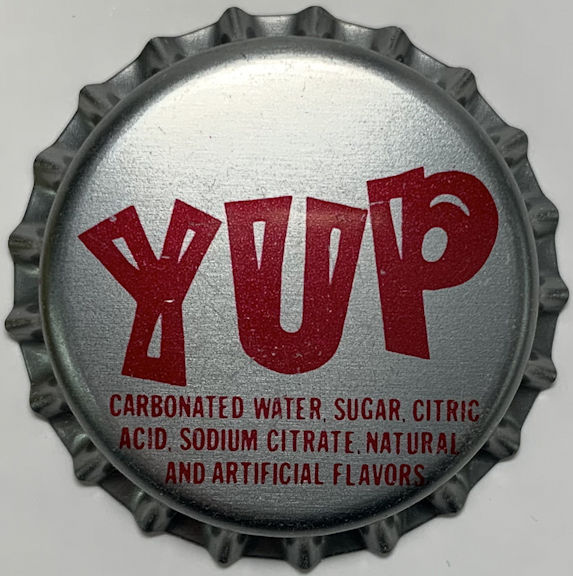 YUP
CARBONATED WATER, SUGAR, CITRIC
ACID, SODIUM CITRATE, NATURAL
AND ARTIFICIAL FLAVORS.